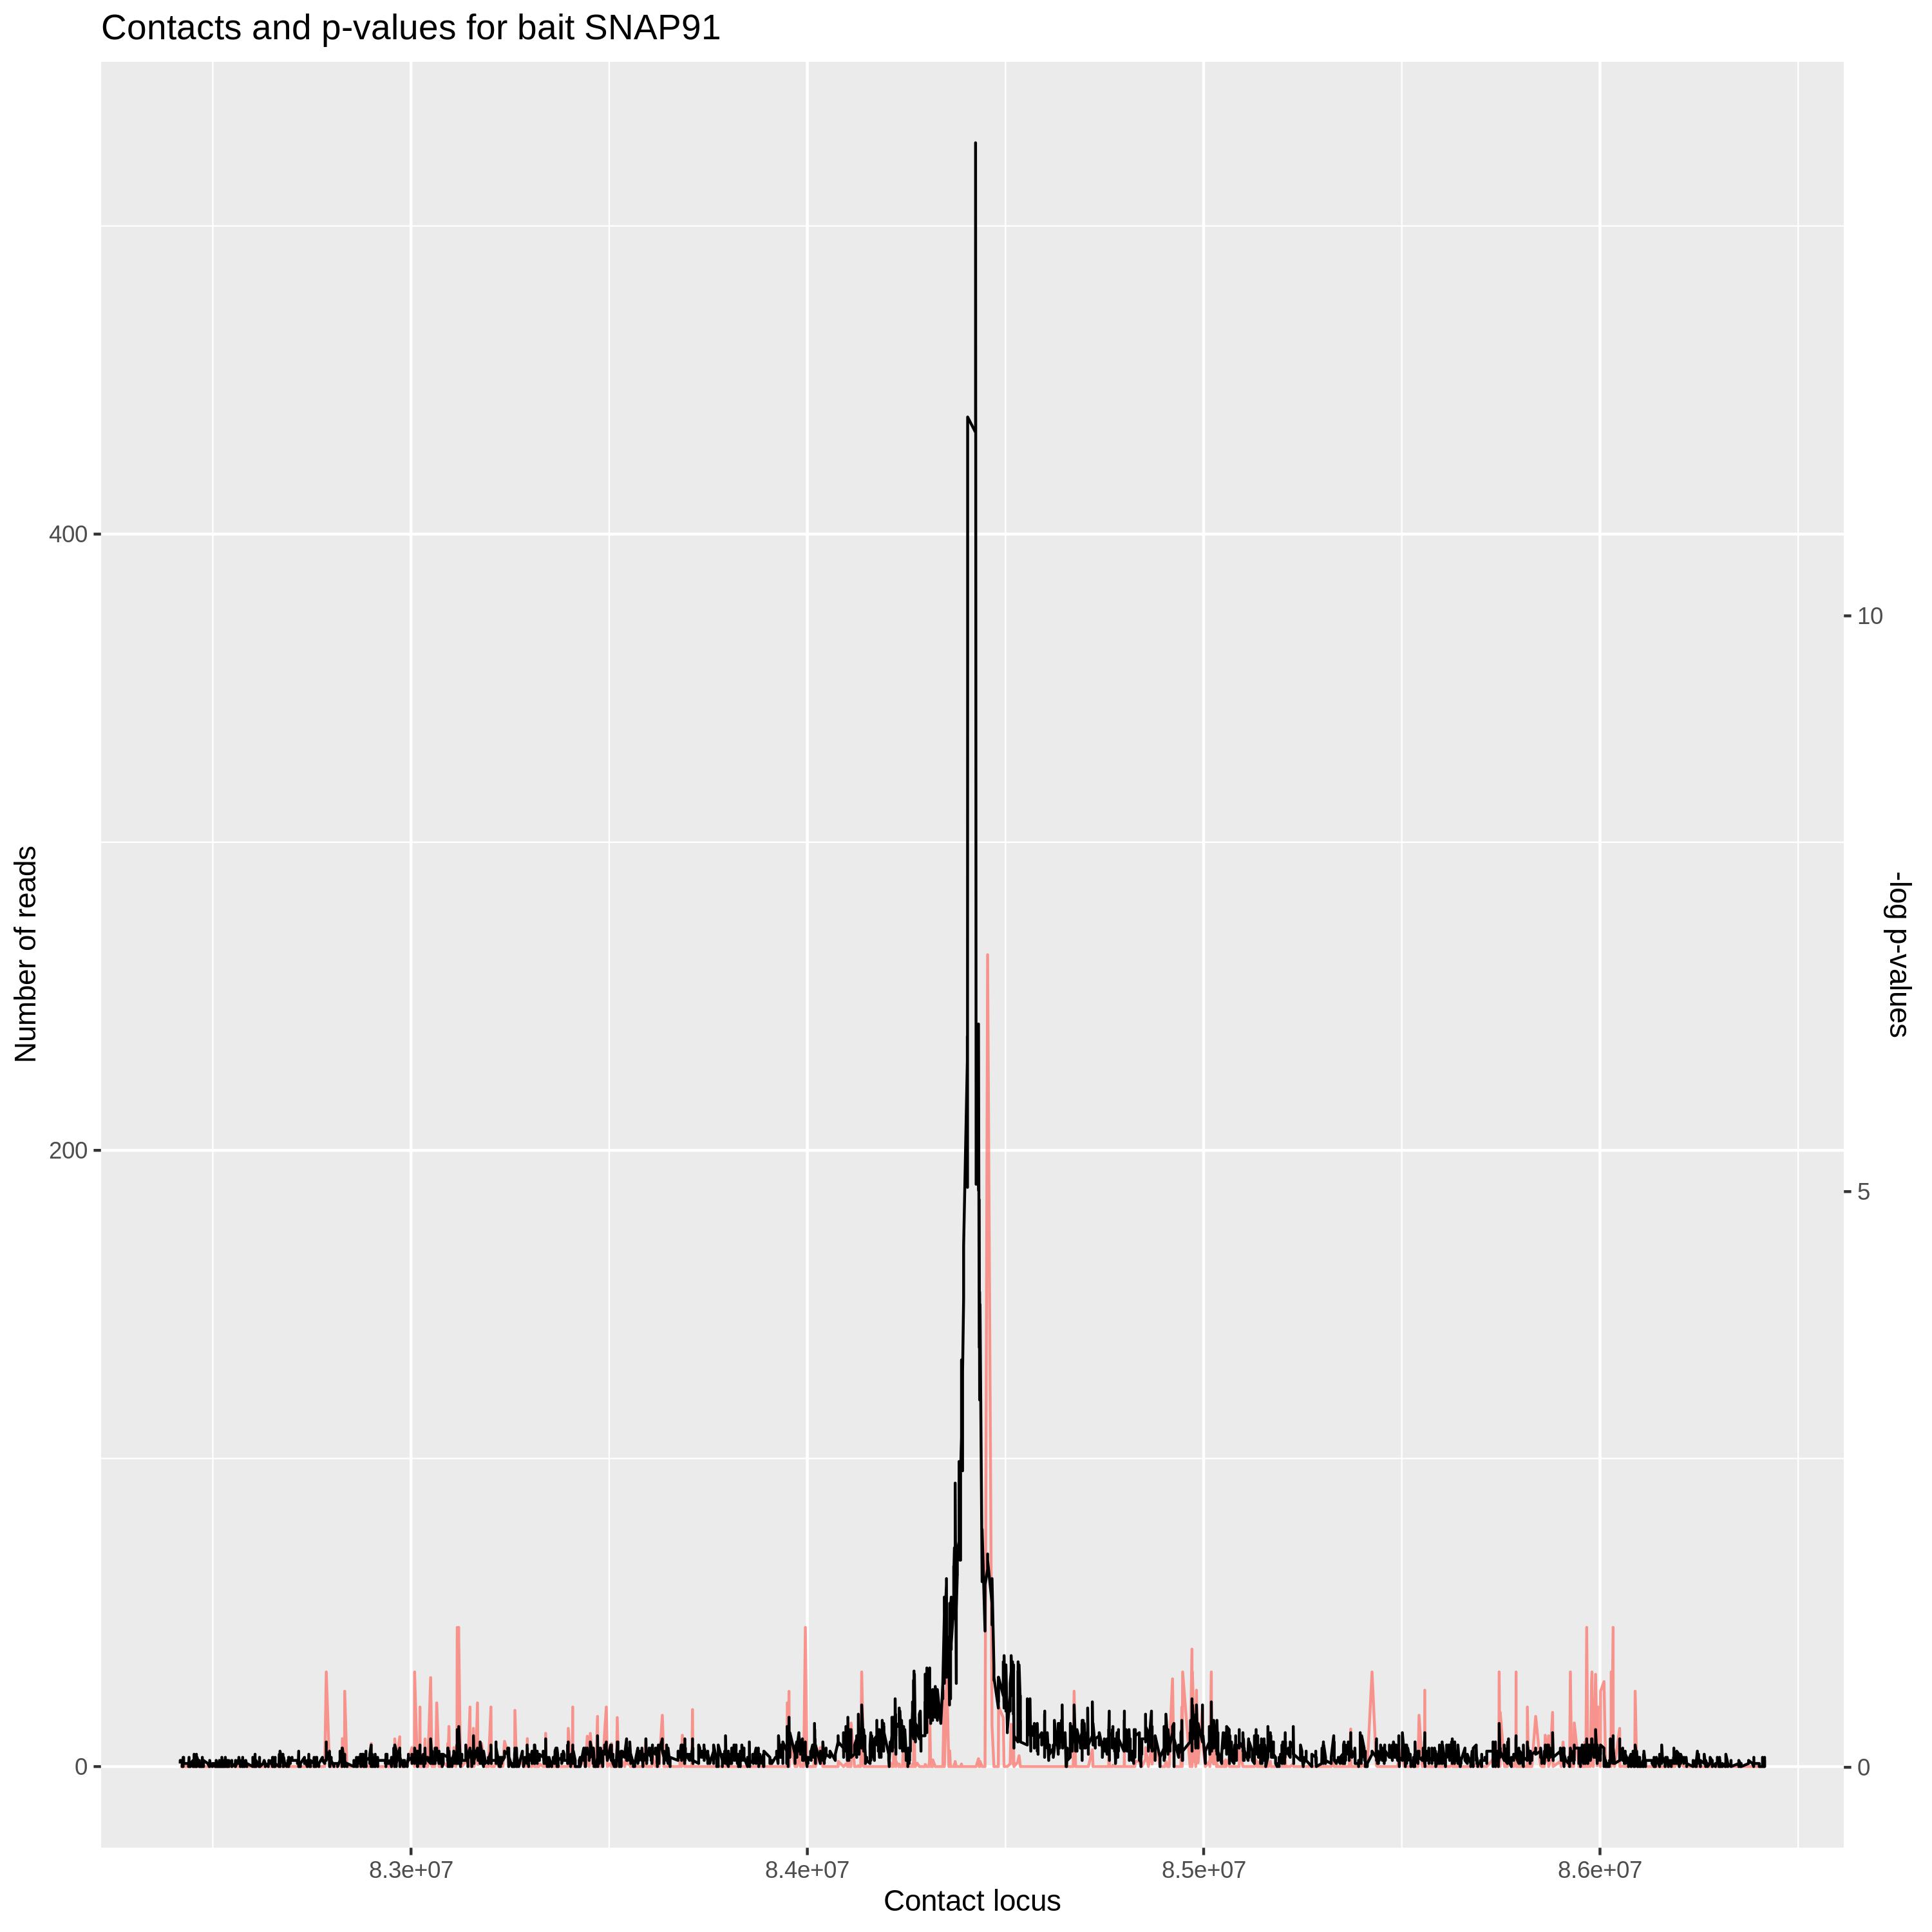 Contacts and p-values for bait SNAP91
Number of reads
400
200
0
10
5
0
-log p-values
8.3e+07
8.4e+07
8.5e+07
8.6e+07
Contact locus